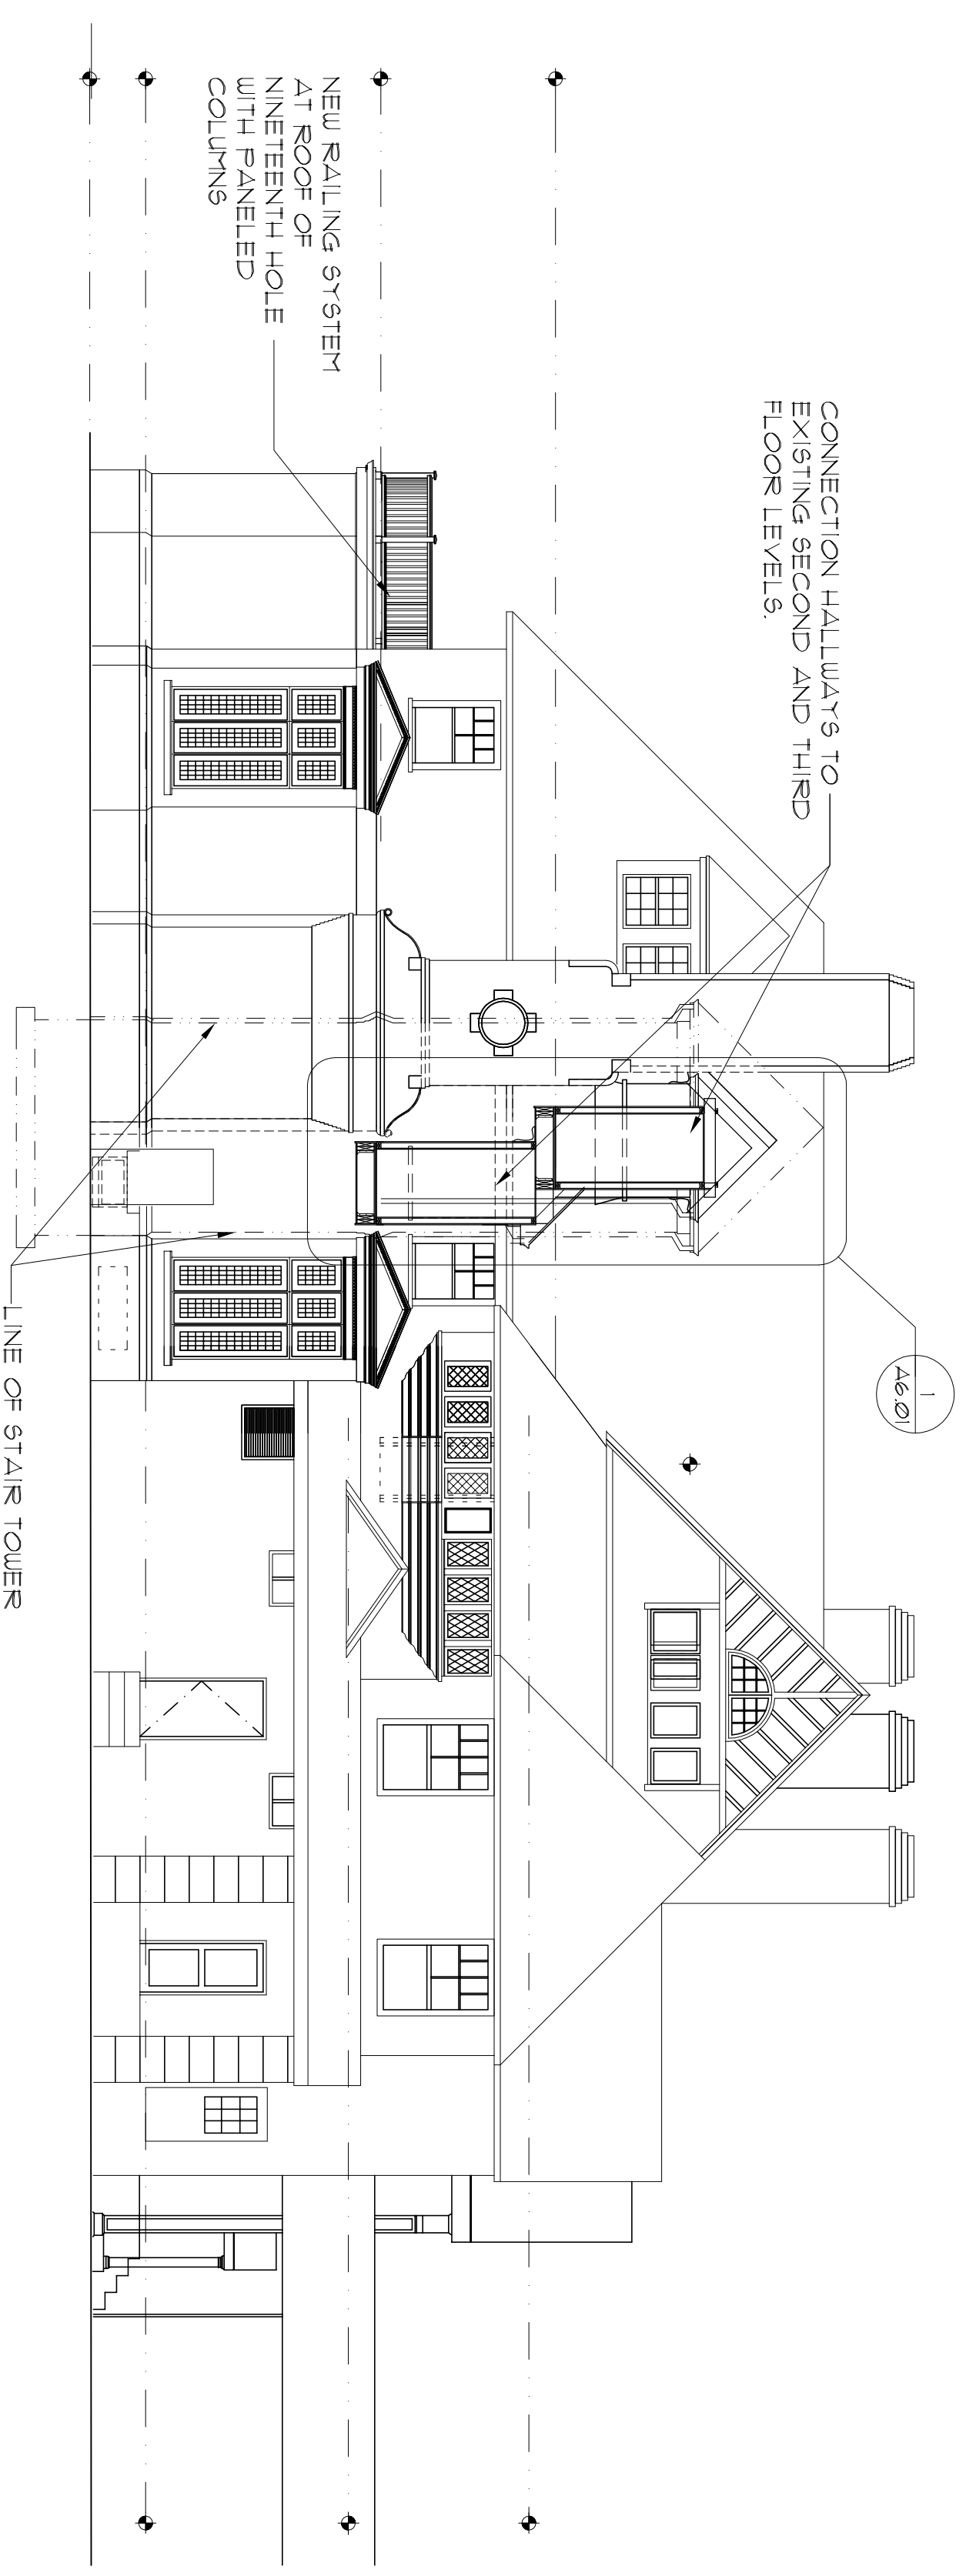 CONNECTION HALLWAYS TO
EXISTING SECOND AND THIRD
FLOOR LEVELS.
1
A6.01
NEW RAILING SYSTEM
AT ROOF OF
NINETEENTH HOLE
WITH PANELED
COLUMNS
LINE OF STAIR TOWER